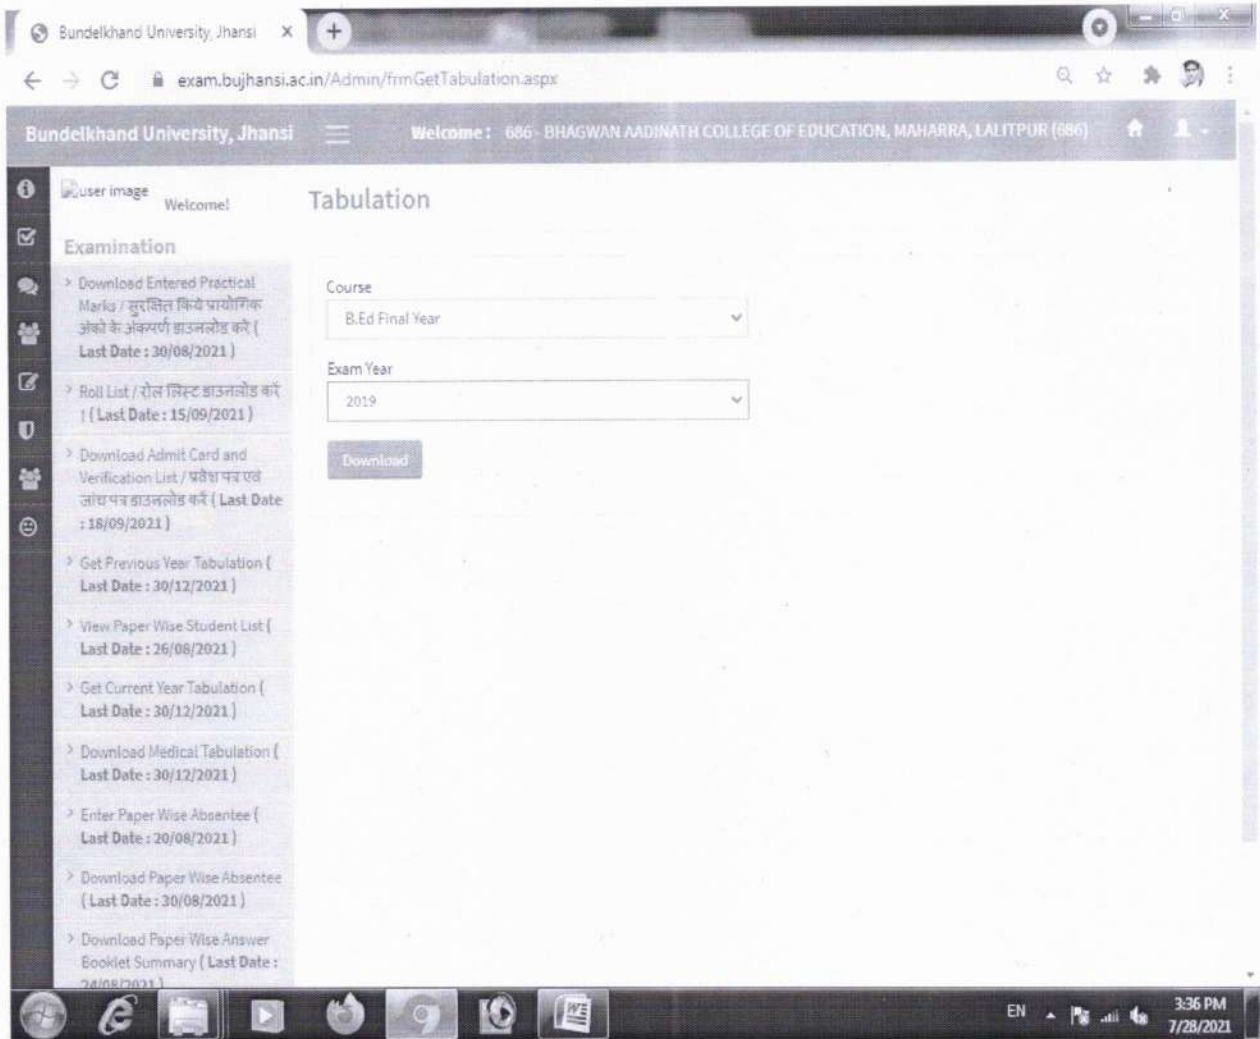 Bundelkhand University, Jhansi
exam.bujhansi.ac.in/Admin/frmGetTabulation.aspx
Bundelkhand University, Jhansi
Welcome : 686 - BHAGWAN AADINATH COLLEGE OF EDUCATION, MAHARRA, LALITPUR (686)
user image
Welcome!
Tabulation
Examination
Download Entered Practical
Marks / सुरक्षित किये प्रायोगिक
अंको के अंकपर्ण डाउनलोड करे (
Last Date : 30/08/2021 )
Roll List / रोल लिस्ट डाउनलोड करें
! ( Last Date : 15/09/2021 )
Download Admit Card and
Verification List / प्रवेश पत्र एवं
जांच पत्र डाउनलोड करें ( Last Date
: 18/09/2021 )
Get Previous Year Tabulation (
Last Date : 30/12/2021 )
View Paper Wise Student List (
Last Date : 26/08/2021 )
Get Current Year Tabulation (
Last Date : 30/12/2021 )
Download Medical Tabulation (
Last Date : 30/12/2021 )
Enter Paper Wise Absentee (
Last Date : 20/08/2021 )
Download Paper Wise Absentee
( Last Date : 30/08/2021 )
Download Paper Wise Answer
Booklet Summary ( Last Date :
24/08/2021 )
Course
B.Ed Final Year
Exam Year
2019
Download
EN
3:36 PM
7/28/2021